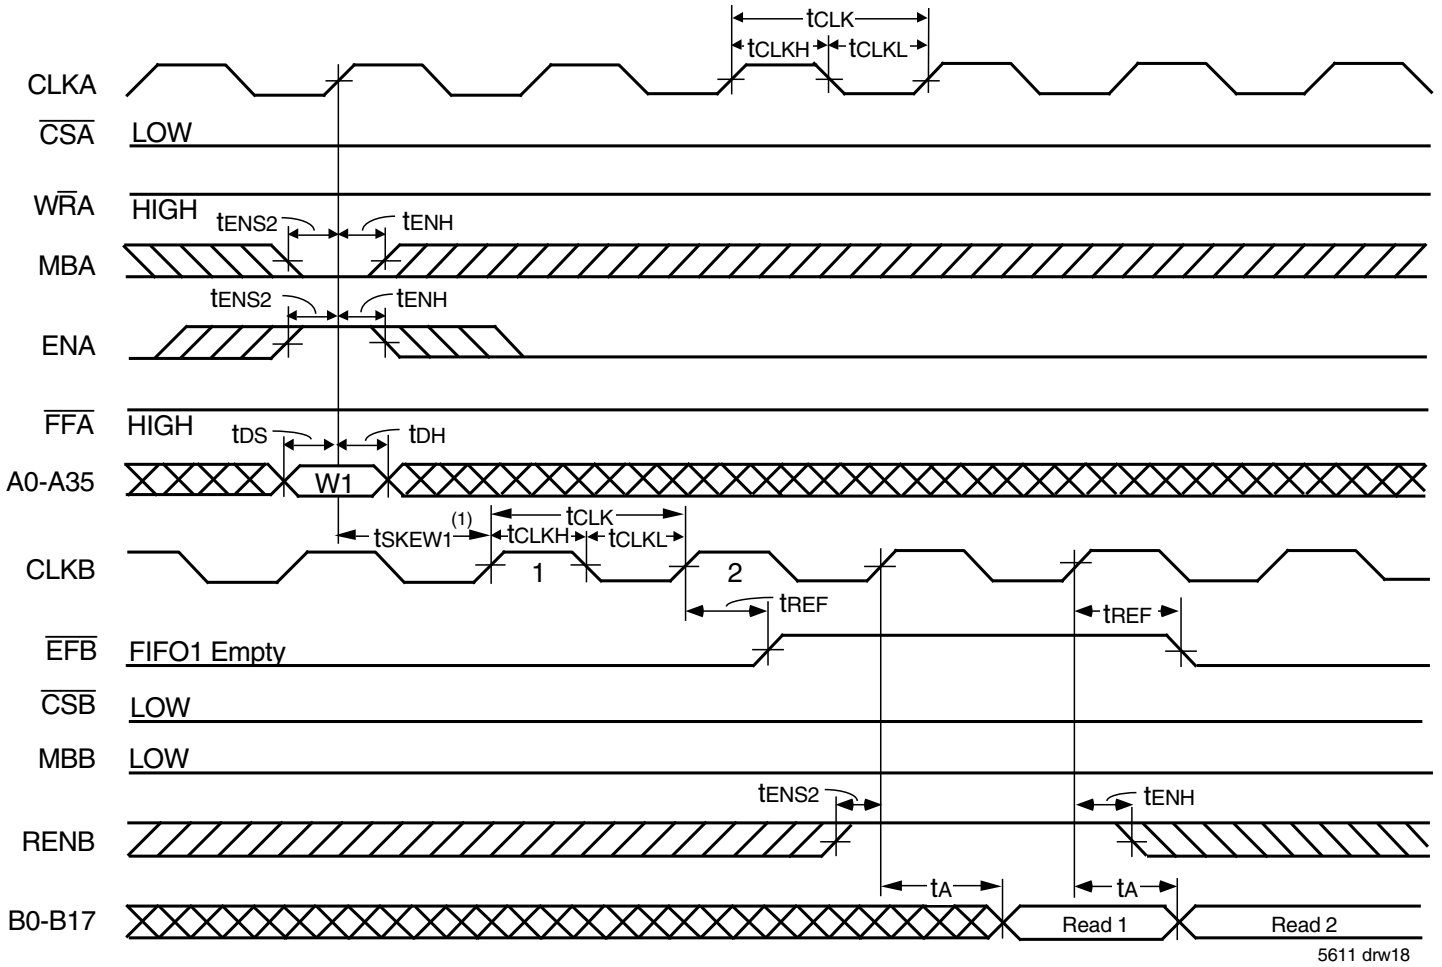 tCLK
tCLKH tCLKL
CLKA
CSA LOW
WRA HIGH
tENS2 tENH
MBA
tENS2 tENH
ENA
FFA HIGH
tDS tDH
A0-A35 W1
tSKEW1(1) tCLK
tCLKH tCLKL
CLKB 1 2
tREF tREF
EFB FIFO1 Empty
CSB LOW
MBB LOW
tENS2 tENH
RENB
tA tA
B0-B17 Read 1 Read 2
5611 drw18